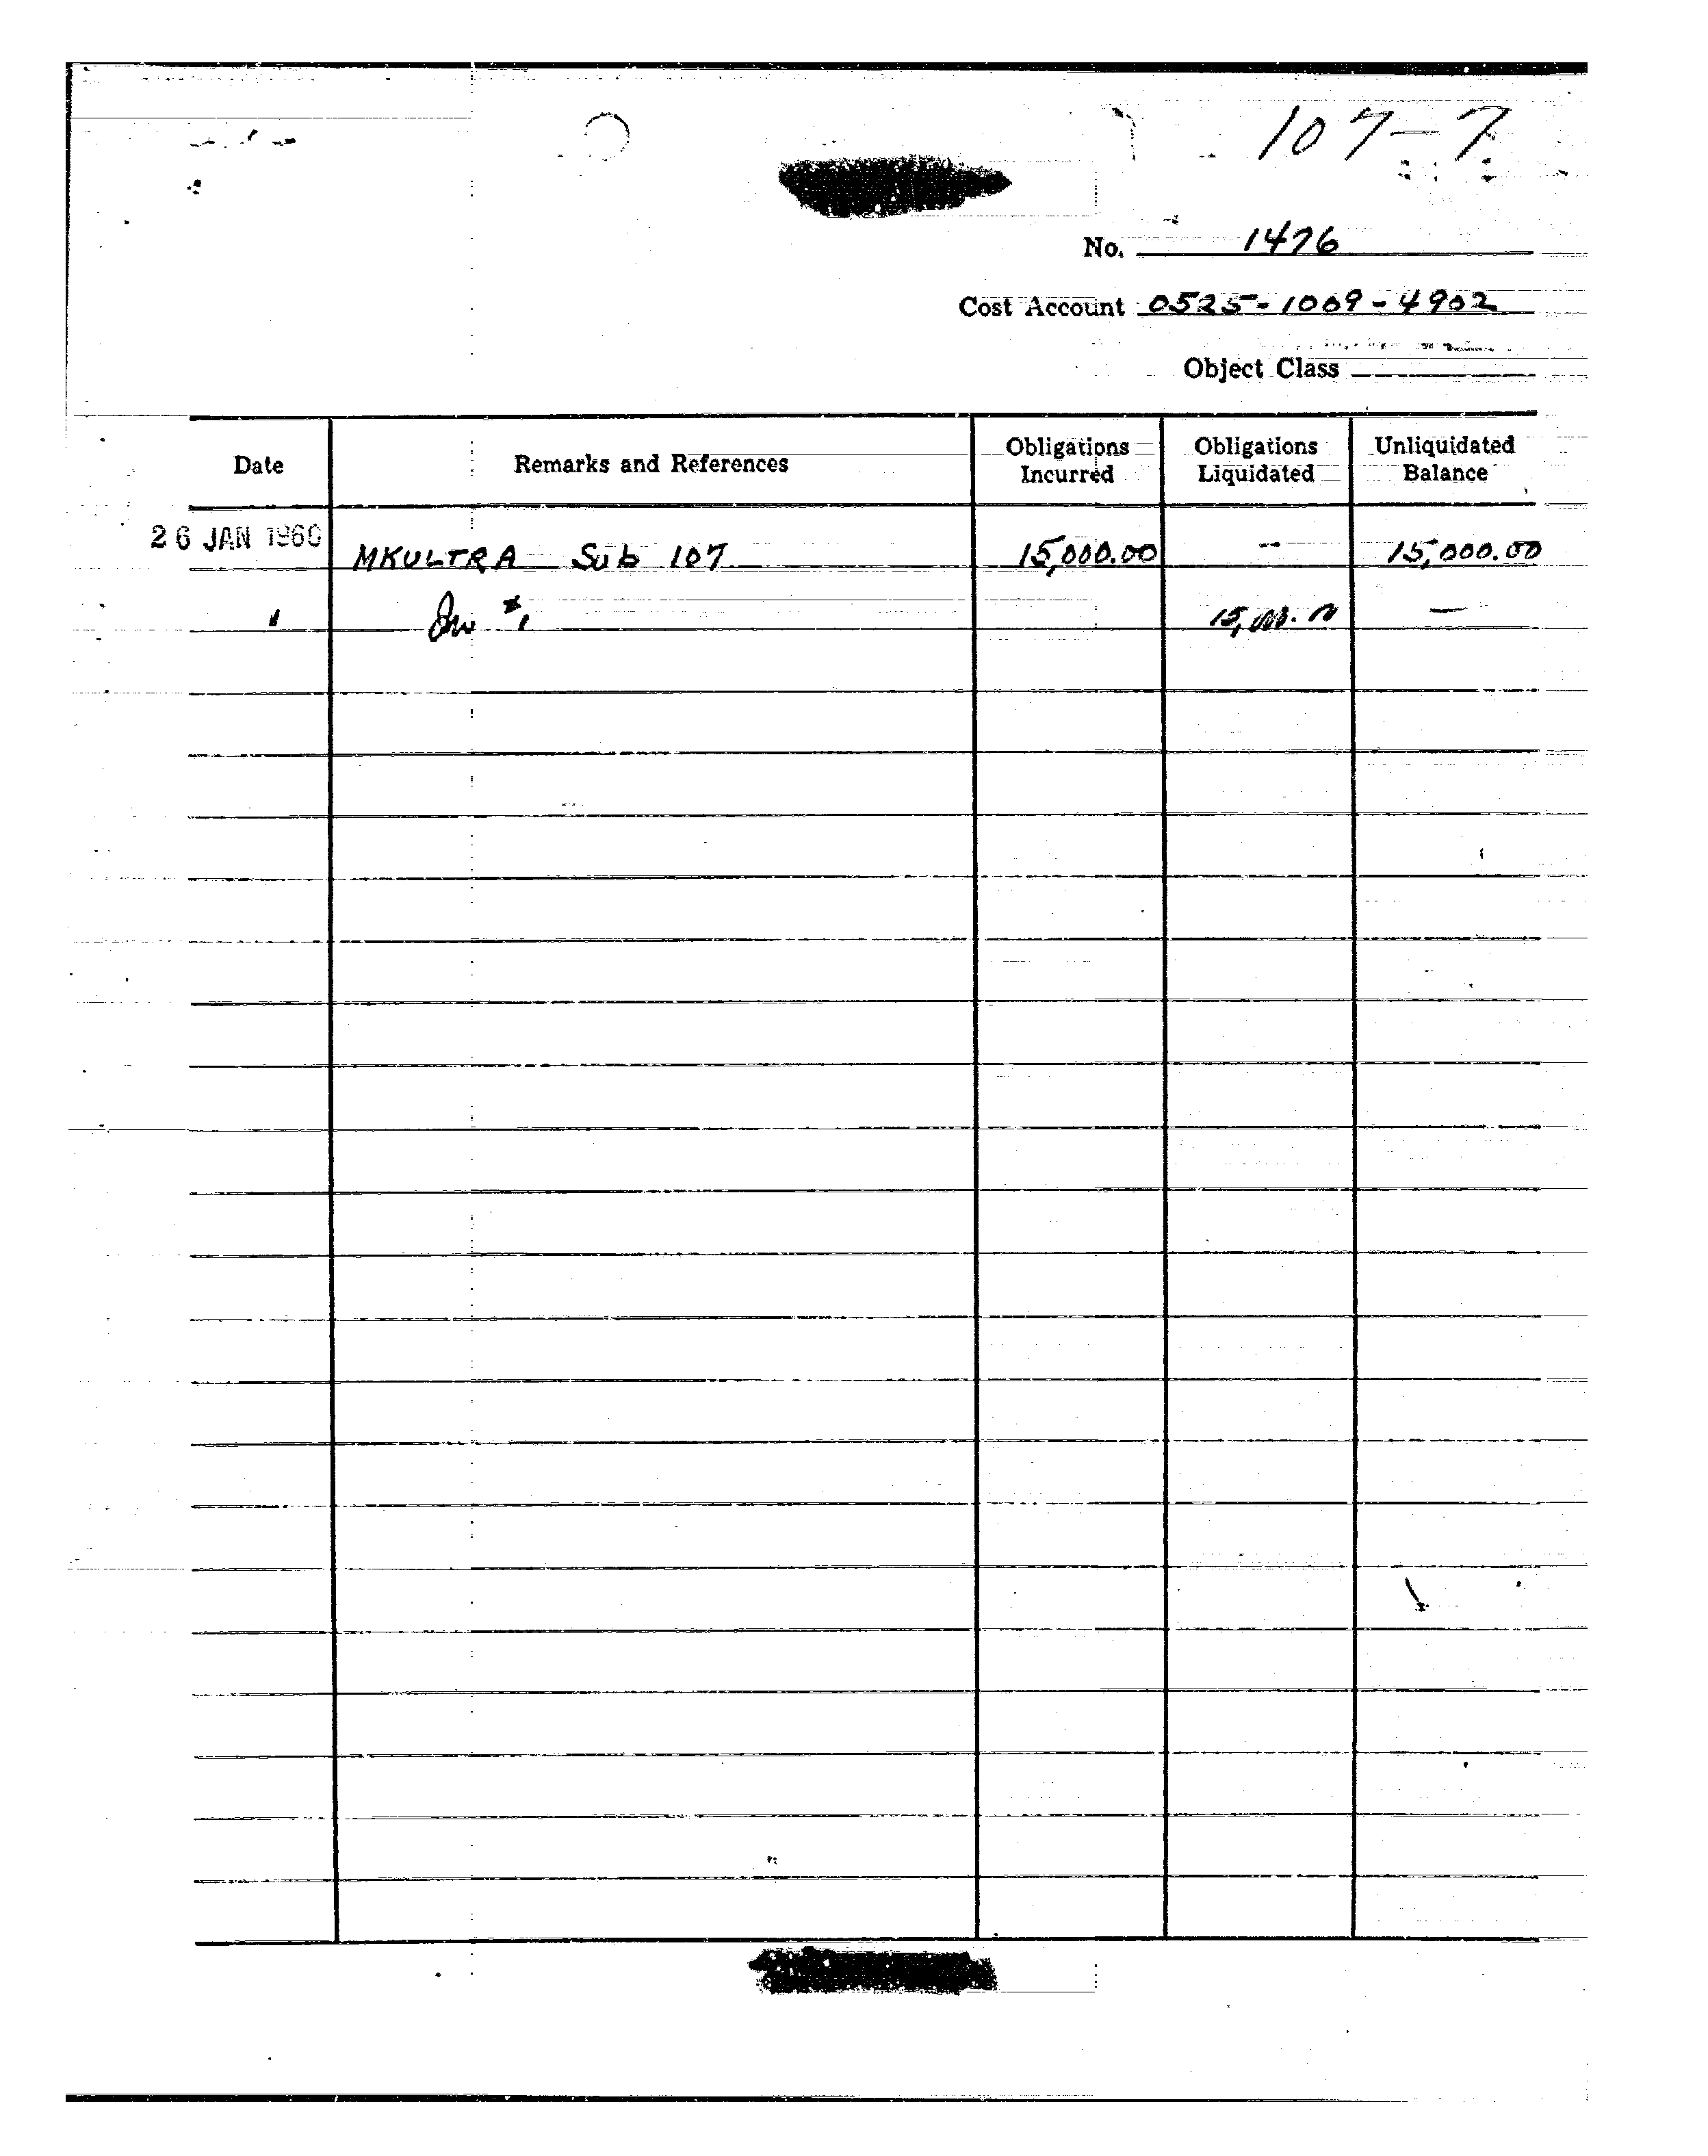 107-7
No. 1476
Cost Account 0525-1009-4902
Object Class
Date Remarks and References Obligations Incurred Obligations Liquidated Unliquidated Balance
26 JAN 1960 MKULTRA Sub 107 15,000.00 — 15,000.00
" Inv #1 15,000.00 —